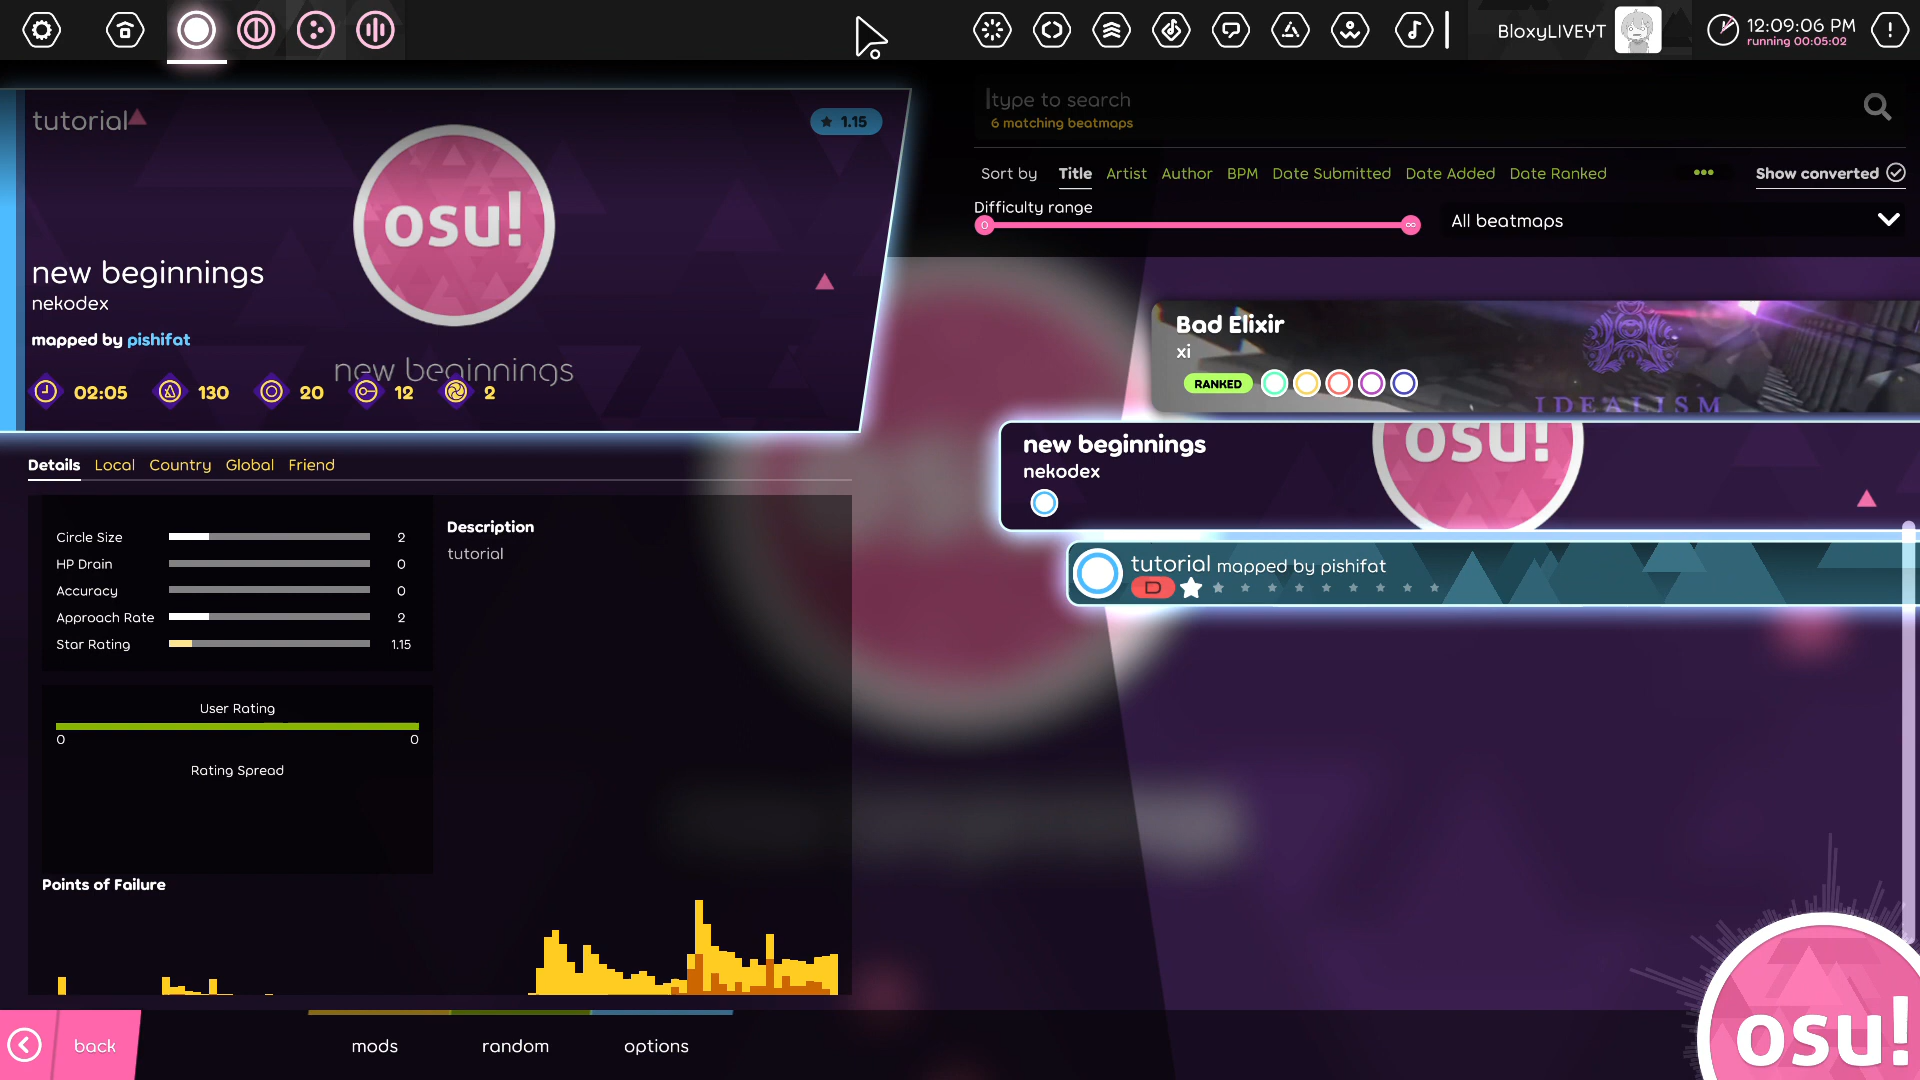 BloxyLIVEYT
12:09:06 PM
running 00:05:02
tutorial
1.15
osu!
new beginnings
nekodex
mapped by pishifat
new beginnings
02:05
130
20
12
2
type to search
6 matching beatmaps
Sort by Title Artist Author BPM Date Submitted Date Added Date Ranked
Show converted
Difficulty range
0
∞
All beatmaps
Bad Elixir
xi
RANKED
IDEALISM
new beginnings
nekodex
osu!
tutorial mapped by pishifat
D
Details Local Country Global Friend
Circle Size 2
HP Drain 0
Accuracy 0
Approach Rate 2
Star Rating 1.15
Description
tutorial
User Rating
0 0
Rating Spread
Points of Failure
back
mods
random
options
osu!